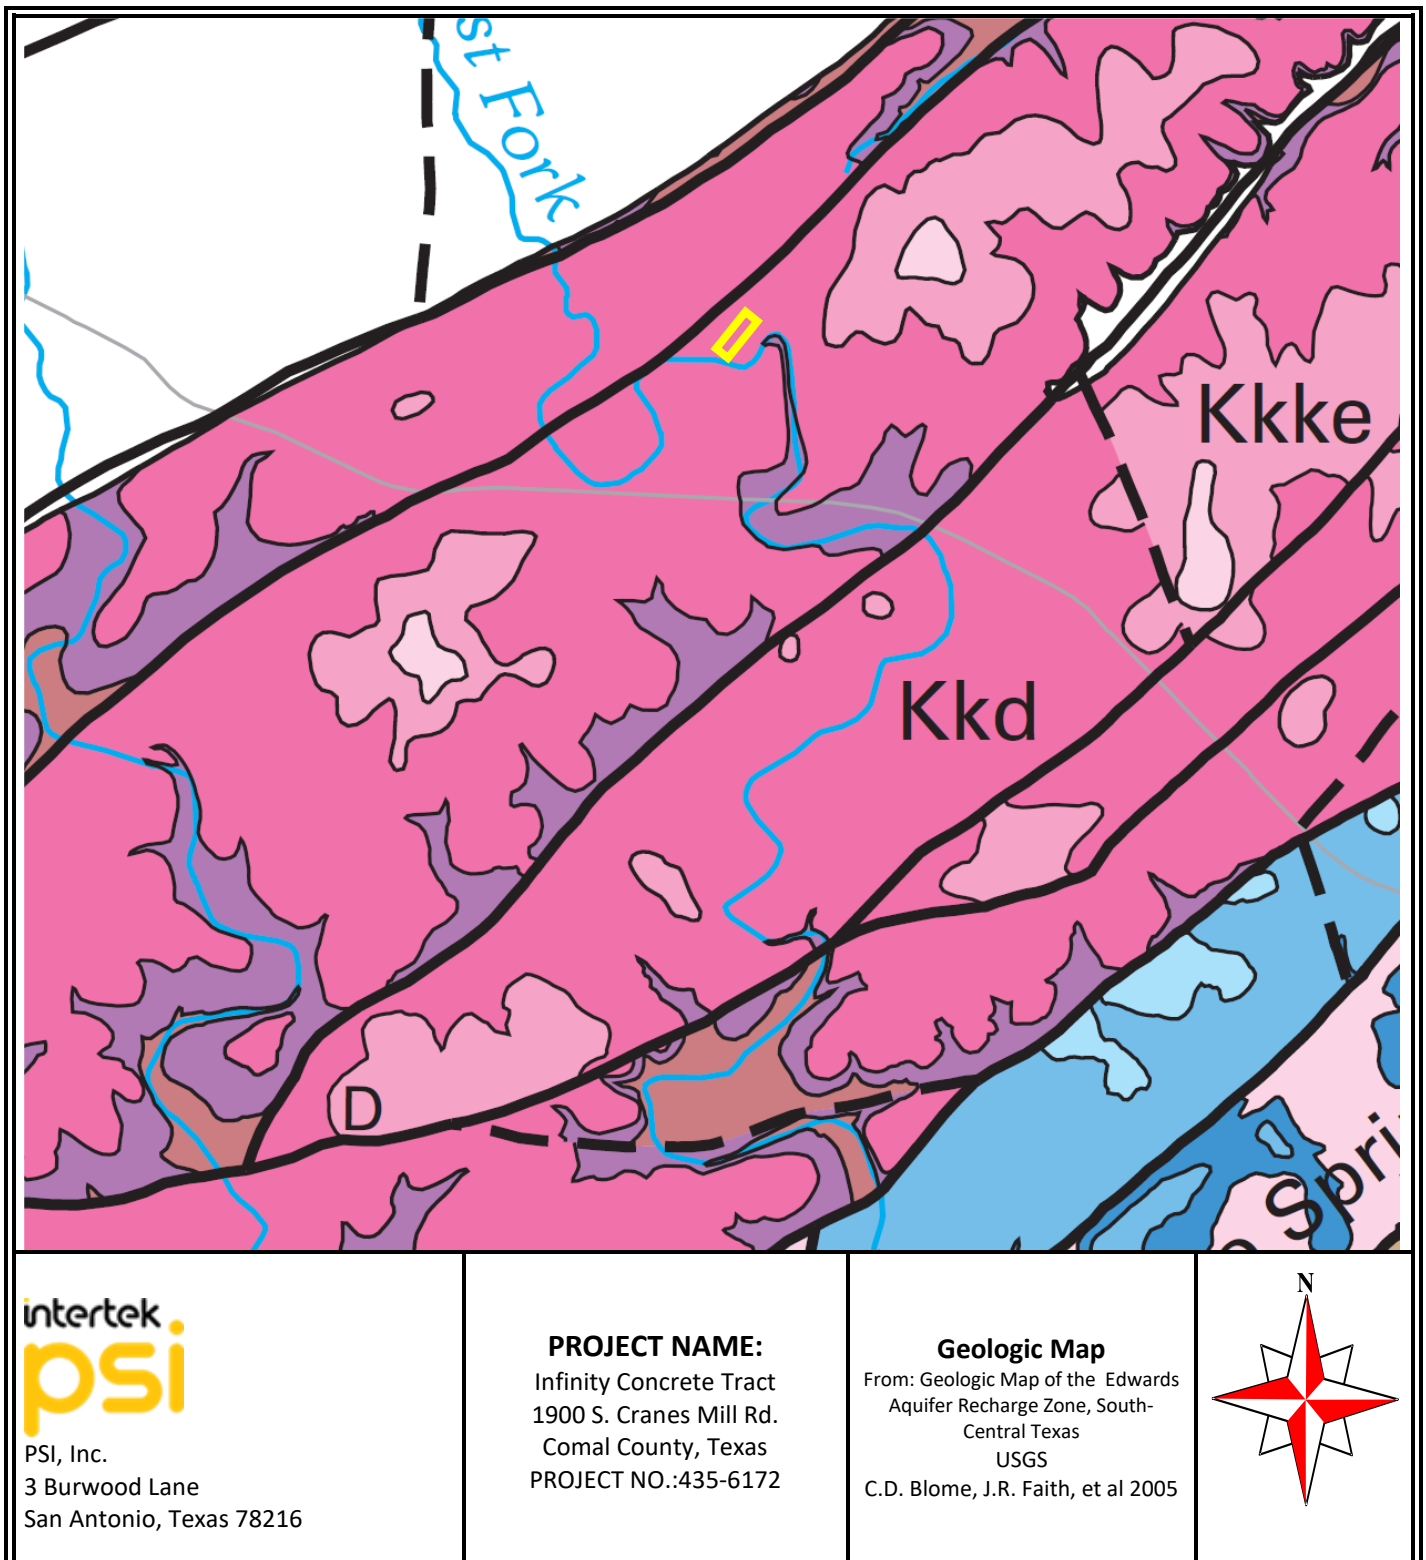 st Fork
Kkke
Kkd
D
Spri
intertek
psi
PSI, Inc.
3 Burwood Lane
San Antonio, Texas 78216
PROJECT NAME:
Infinity Concrete Tract
1900 S. Cranes Mill Rd.
Comal County, Texas
PROJECT NO.:435-6172
Geologic Map
From: Geologic Map of the Edwards
Aquifer Recharge Zone, South-
Central Texas
USGS
C.D. Blome, J.R. Faith, et al 2005
N